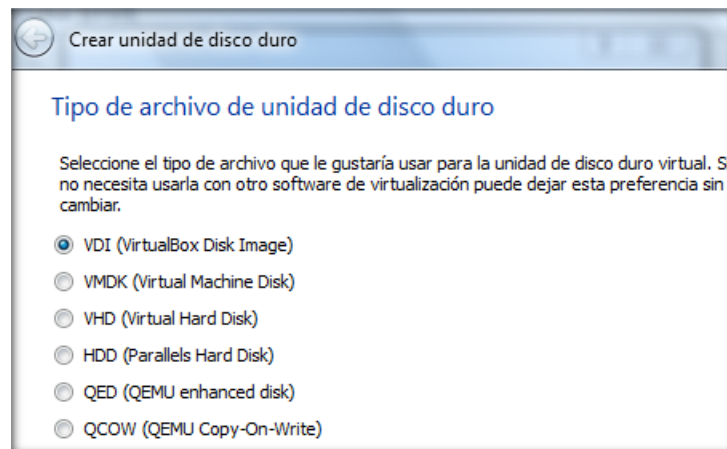 Crear unidad de disco duro
Tipo de archivo de unidad de disco duro
Seleccione el tipo de archivo que le gustaría usar para la unidad de disco duro virtual. S
no necesita usarla con otro software de virtualización puede dejar esta preferencia sin
cambiar.
VDI (VirtualBox Disk Image)
VMDK (Virtual Machine Disk)
VHD (Virtual Hard Disk)
HDD (Parallels Hard Disk)
QED (QEMU enhanced disk)
QCOW (QEMU Copy-On-Write)